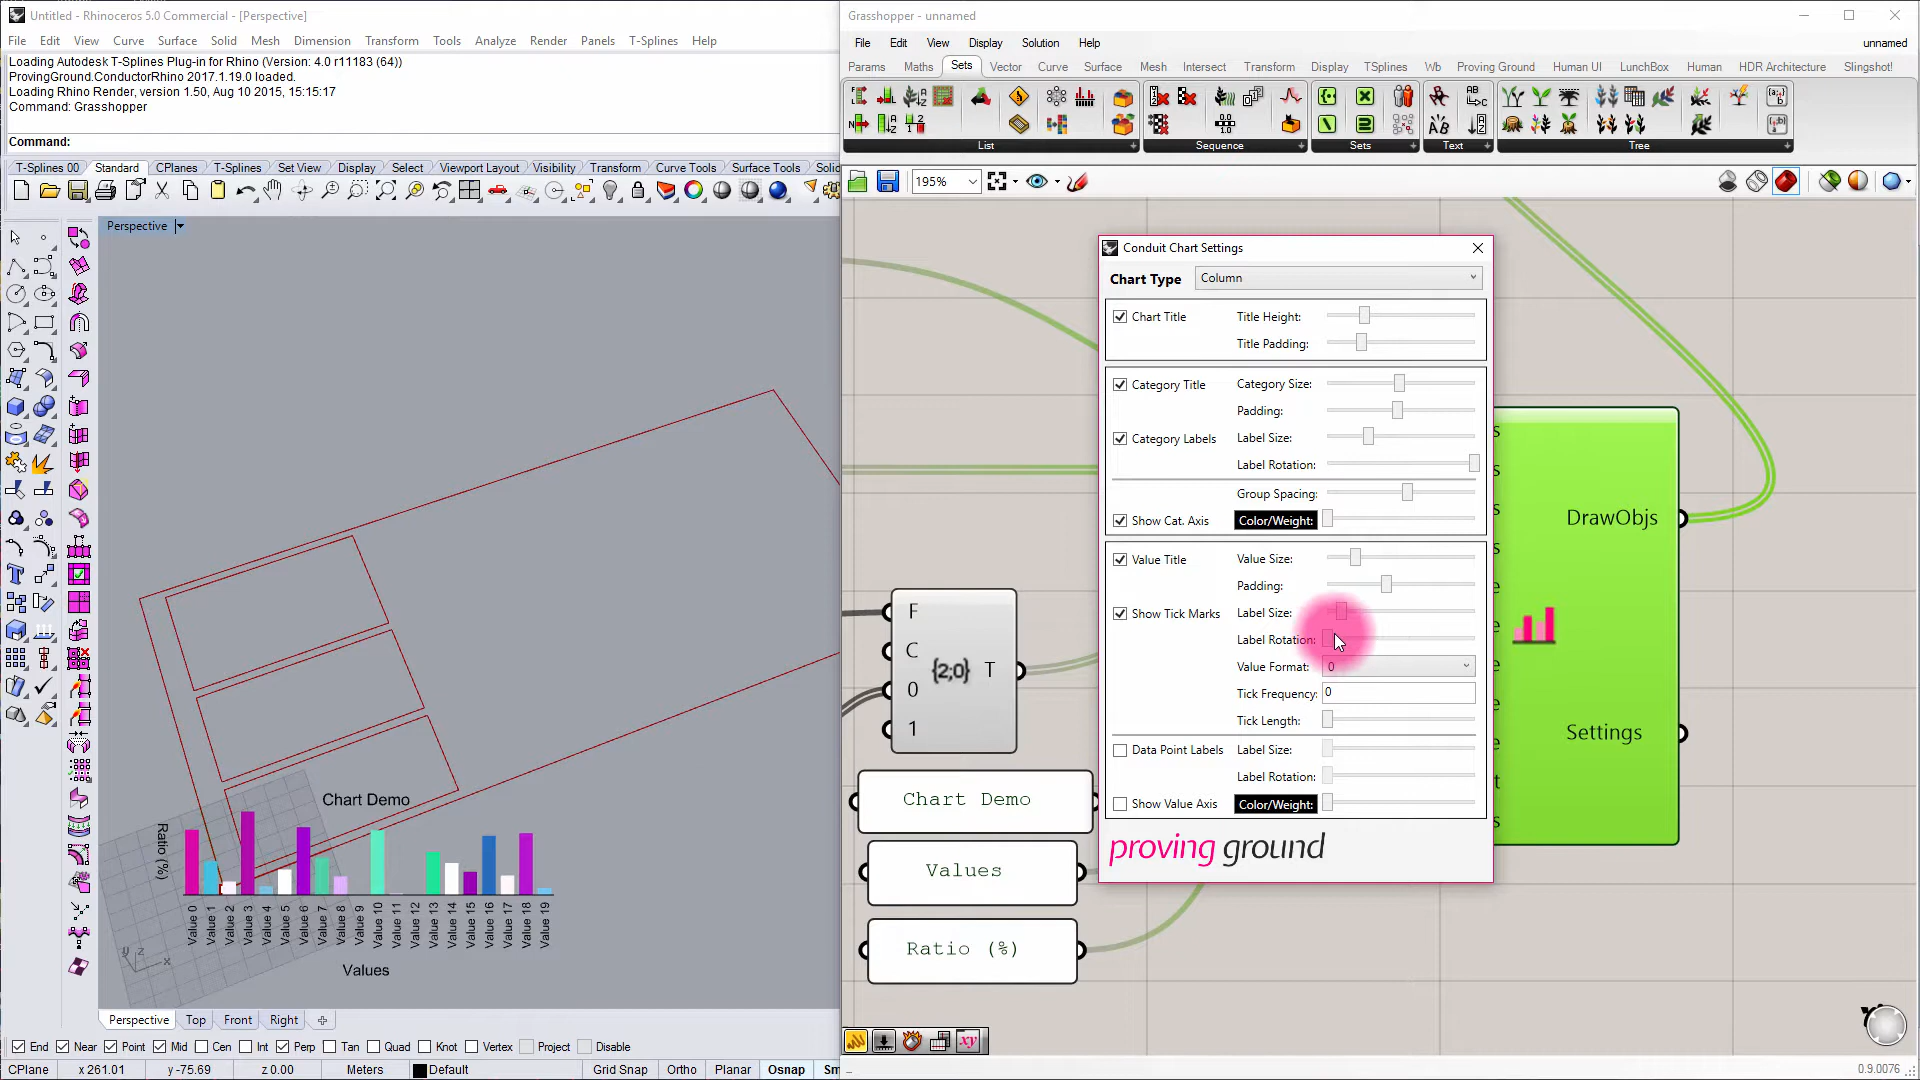 Untitled - Rhinoceros 5.0 Commercial - [Perspective]
File Edit View Curve Surface Solid Mesh Dimension Transform Tools Analyze Render Panels T-Splines Help
Loading Autodesk T-Splines Plug-in for Rhino (Version: 4.0 r11183 (64))
ProvingGround.ConductorRhino 2017.1.19.0 loaded.
Loading Rhino Render, version 1.50, Aug 10 2015, 15:15:17
Command: Grasshopper
Command:
T-Splines 00 Standard CPlanes T-Splines Set View Display Select Viewport Layout Visibility Transform Curve Tools Surface Tools Solid
Perspective
Chart Demo
Ratio (%)
Value 0
Value 1
Value 2
Value 3
Value 4
Value 5
Value 6
Value 7
Value 8
Value 9
Value 10
Value 11
Value 12
Value 13
Value 14
Value 15
Value 16
Value 17
Value 18
Value 19
Values
y z x
Perspective Top Front Right
End Near Point Mid Cen Int Perp Tan Quad Knot Vertex Project Disable
CPlane x 261.01 y -75.69 z 0.00 Meters Default Grid Snap Ortho Planar Osnap Sm
Grasshopper - unnamed
File Edit View Display Solution Help unnamed
Params Maths Sets Vector Curve Surface Mesh Intersect Transform Display TSplines Wb Proving Ground Human UI LunchBox Human HDR Architecture Slingshot!
List Sequence Sets Text Tree
195%
Conduit Chart Settings
Chart Type Column
Chart Title Title Height:
Title Padding:
Category Title Category Size:
Padding:
Category Labels Label Size:
Label Rotation:
Group Spacing:
Show Cat. Axis Color/Weight:
Value Title Value Size:
Padding:
Show Tick Marks Label Size:
Label Rotation:
Value Format: 0
Tick Frequency: 0
Tick Length:
Data Point Labels Label Size:
Label Rotation:
Show Value Axis Color/Weight:
proving ground
F
C
0
1
{2;0}
T
Chart Demo
Values
Ratio (%)
DrawObjs
Settings
0.9.0076